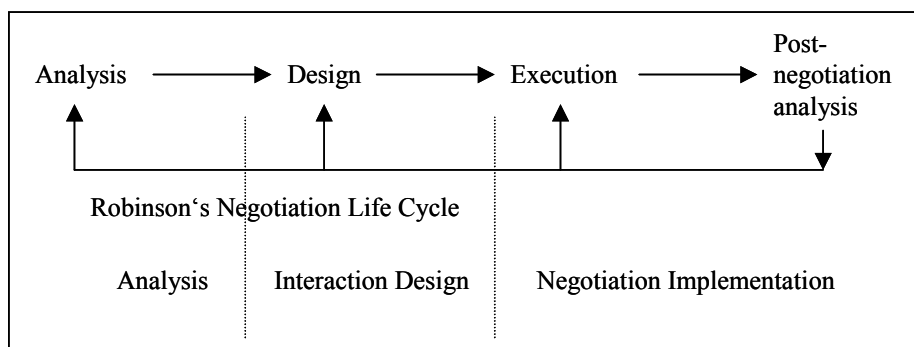 Analysis
Design
Execution
Post-
negotiation
analysis
Robinson‘s Negotiation Life Cycle
Analysis
Interaction Design
Negotiation Implementation